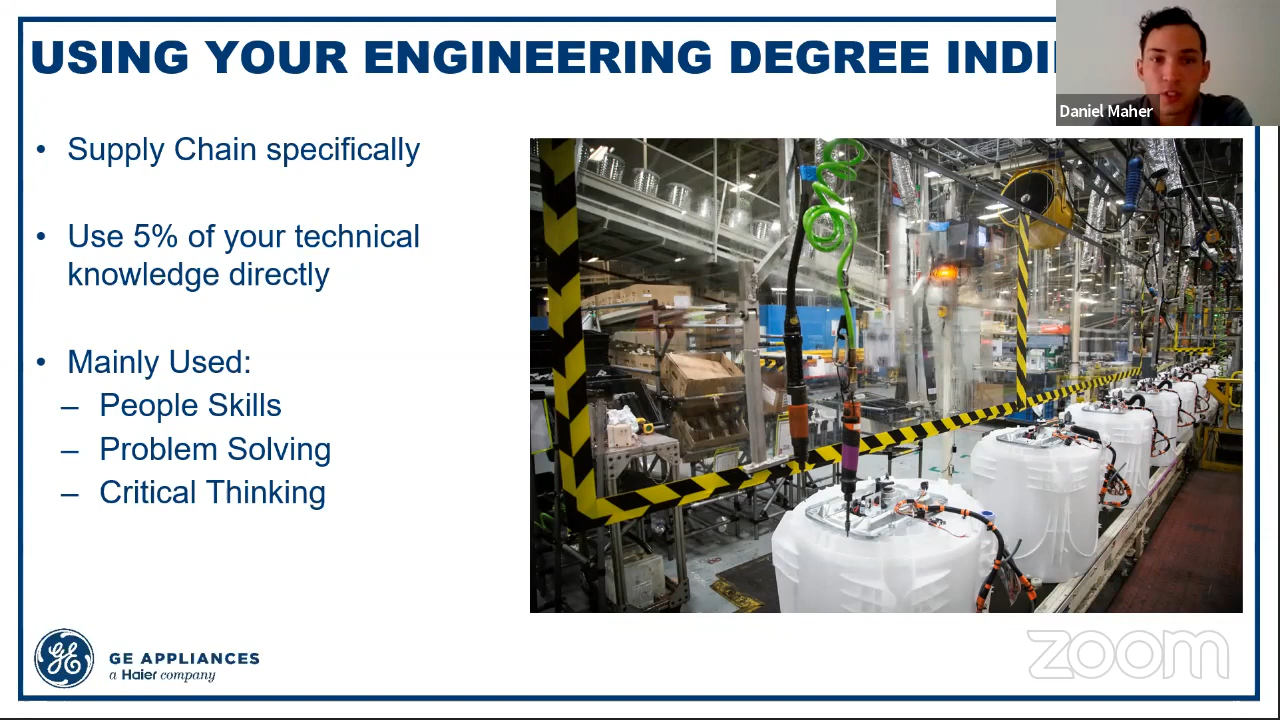 USING YOUR ENGINEERING DEGREE
Daniel Maher
• Supply Chain specifically
• Use 5% of your technical
knowledge directly
• Mainly Used:
– People Skills
– Problem Solving
– Critical Thinking
GE
GE APPLIANCES
a Haier company
zoom